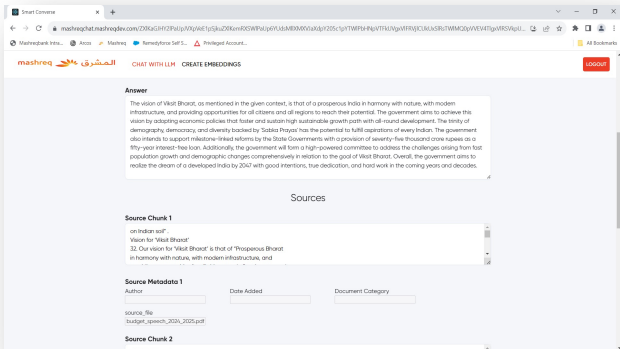 Smart Converse
Mashreqbank Intra...
Arcos
Mashreq
Remedyforce Self S...
Privileged Account...
All Bookmarks
mashreq المشرق
CHAT WITH LLM CREATE EMBEDDINGS
LOGOUT
Answer
The vision of Viksit Bharat, as mentioned in the given context, is that of a prosperous India in harmony with nature, with modern
infrastructure, and providing opportunities for all citizens and all regions to reach their potential. The government aims to achieve this
vision by adopting economic policies that foster and sustain high sustainable growth path with all-round development. The trinity of
demography, democracy, and diversity backed by 'Sabka Prayas' has the potential to fulfill aspirations of every Indian. The government
also intends to support milestone-linked reforms by the State Governments with a provision of seventy-five thousand crore rupees as a
fifty-year interest-free loan. Additionally, the government will form a high-powered committee to address the challenges arising from fast
population growth and demographic changes comprehensively in relation to the goal of Viksit Bharat. Overall, the government aims to
realize the dream of a developed India by 2047 with good intentions, true dedication, and hard work in the coming years and decades.
Sources
Source Chunk 1
on Indian soil" .
Vision for 'Viksit Bharat'
32. Our vision for 'Viksit Bharat' is that of "Prosperous Bharat
in harmony with nature, with modern infrastructure, and
Source Metadata 1
Author Date Added Document Category
source_file
budget_speech_2024_2025.pdf
Source Chunk 2